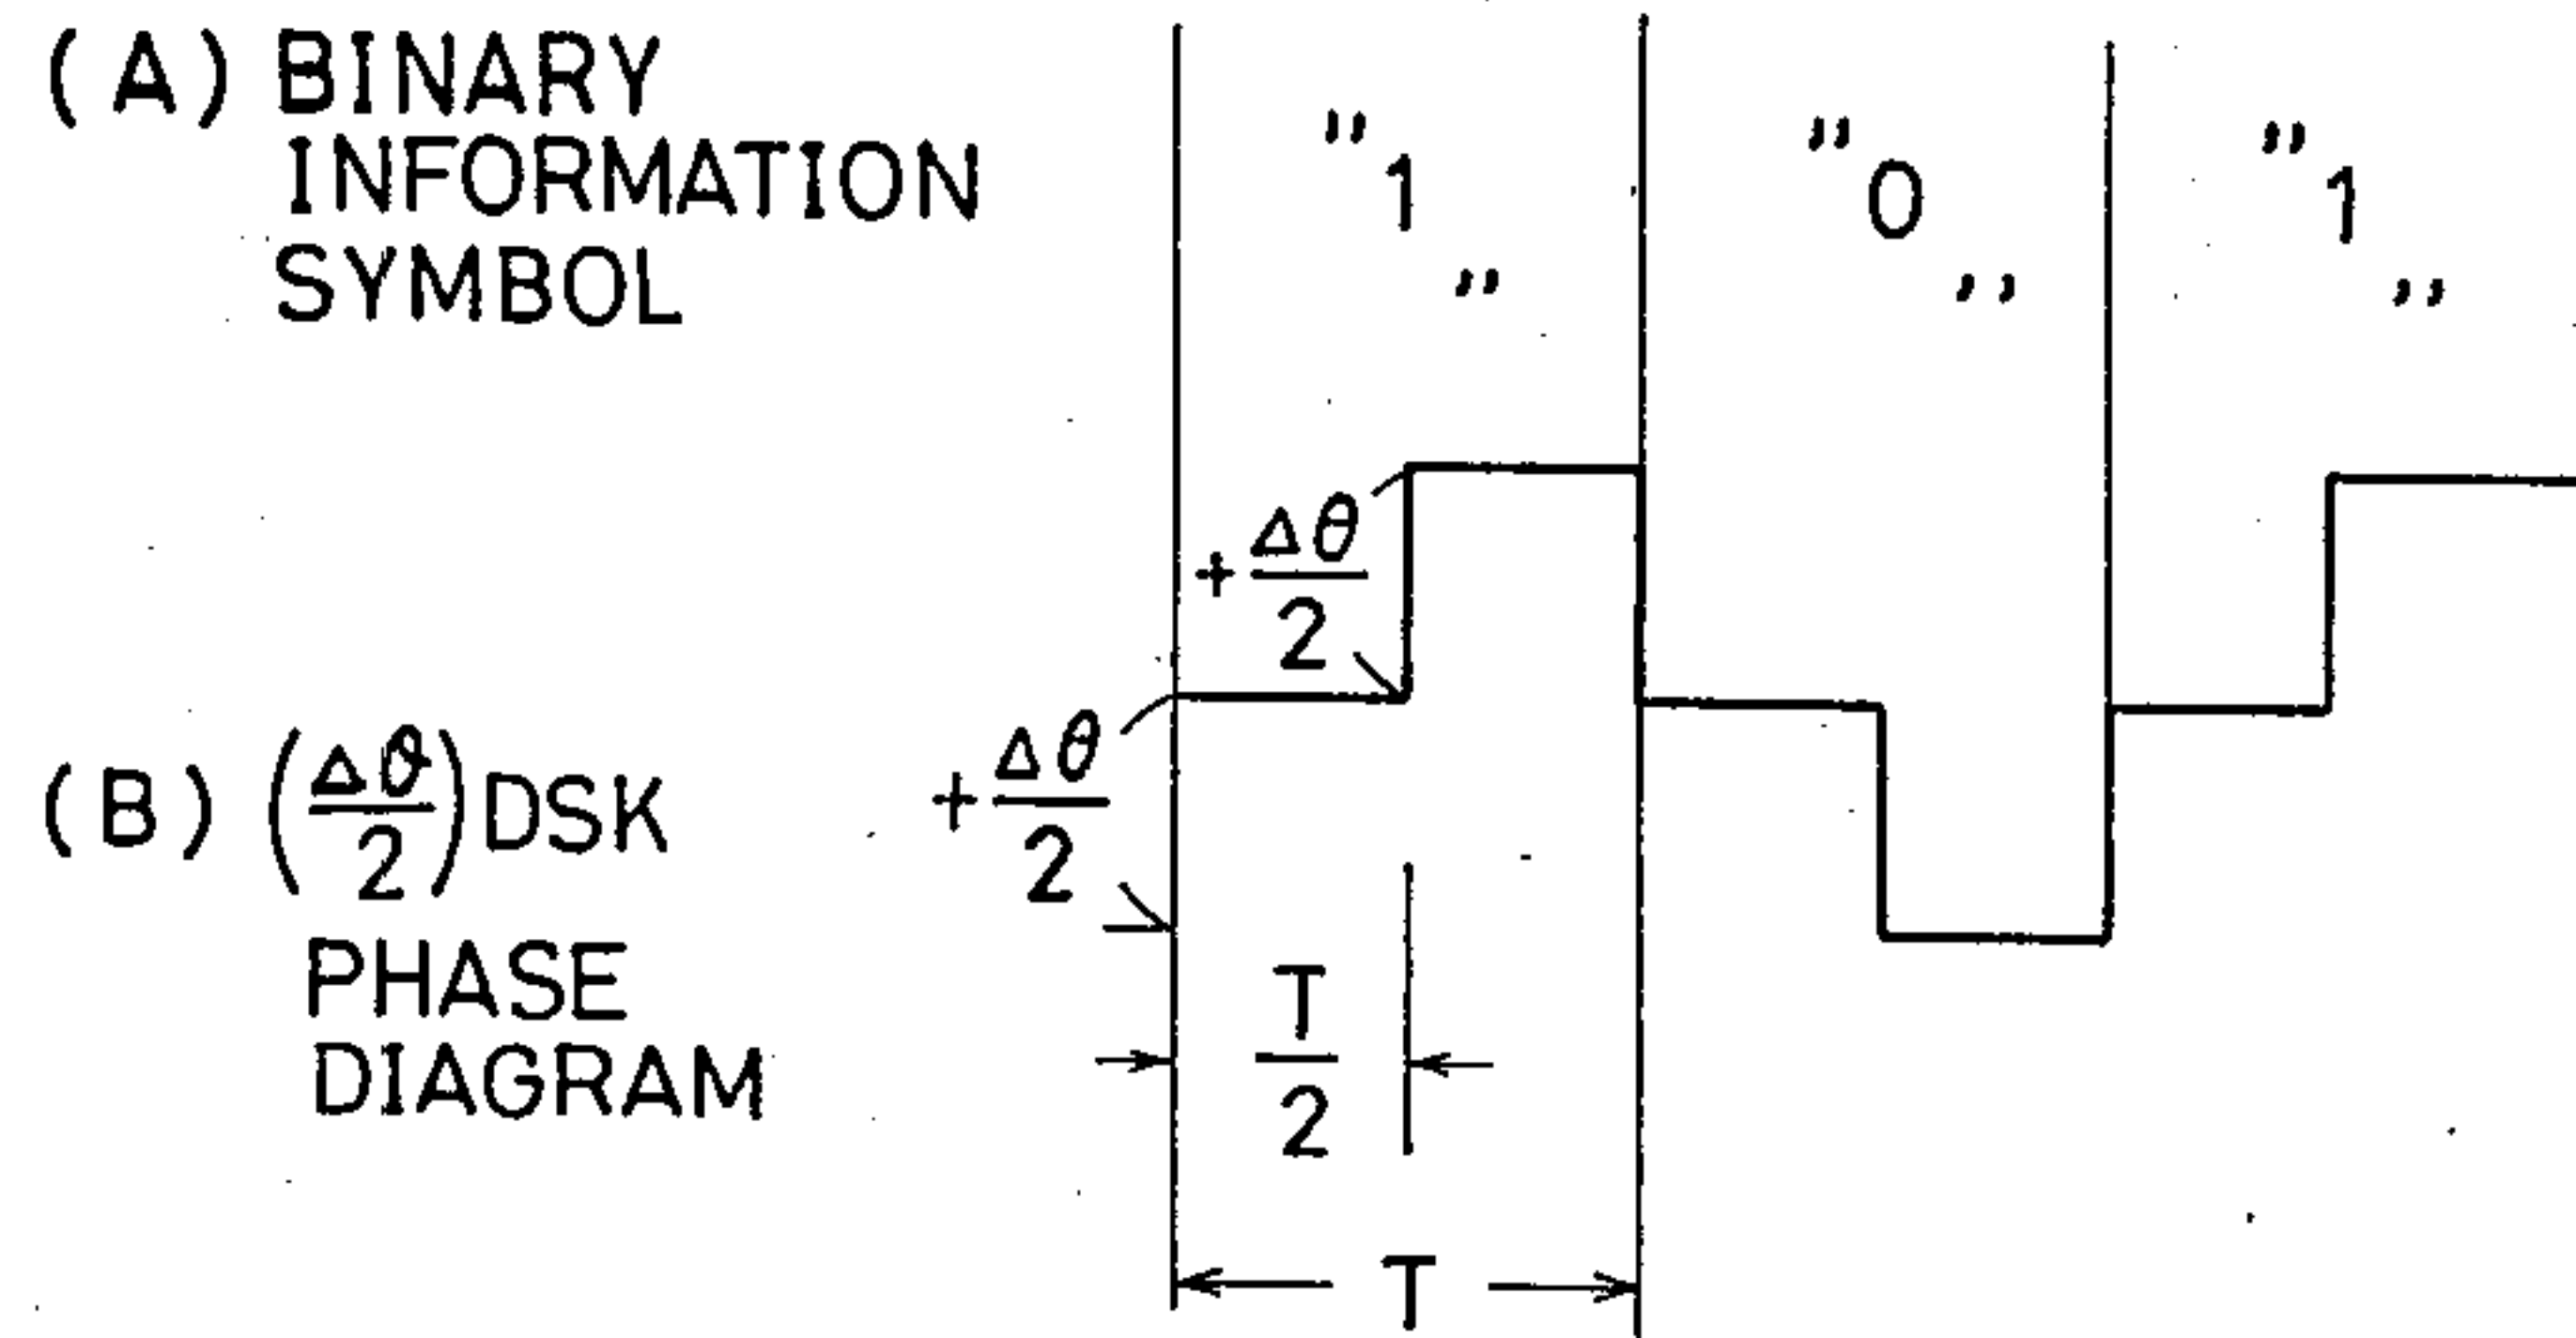 (A) BINARY
INFORMATION
SYMBOL
"1"
"0"
"1"
+Δθ/2
+Δθ/2
(B) (Δθ/2)DSK
PHASE
DIAGRAM
T/2
T